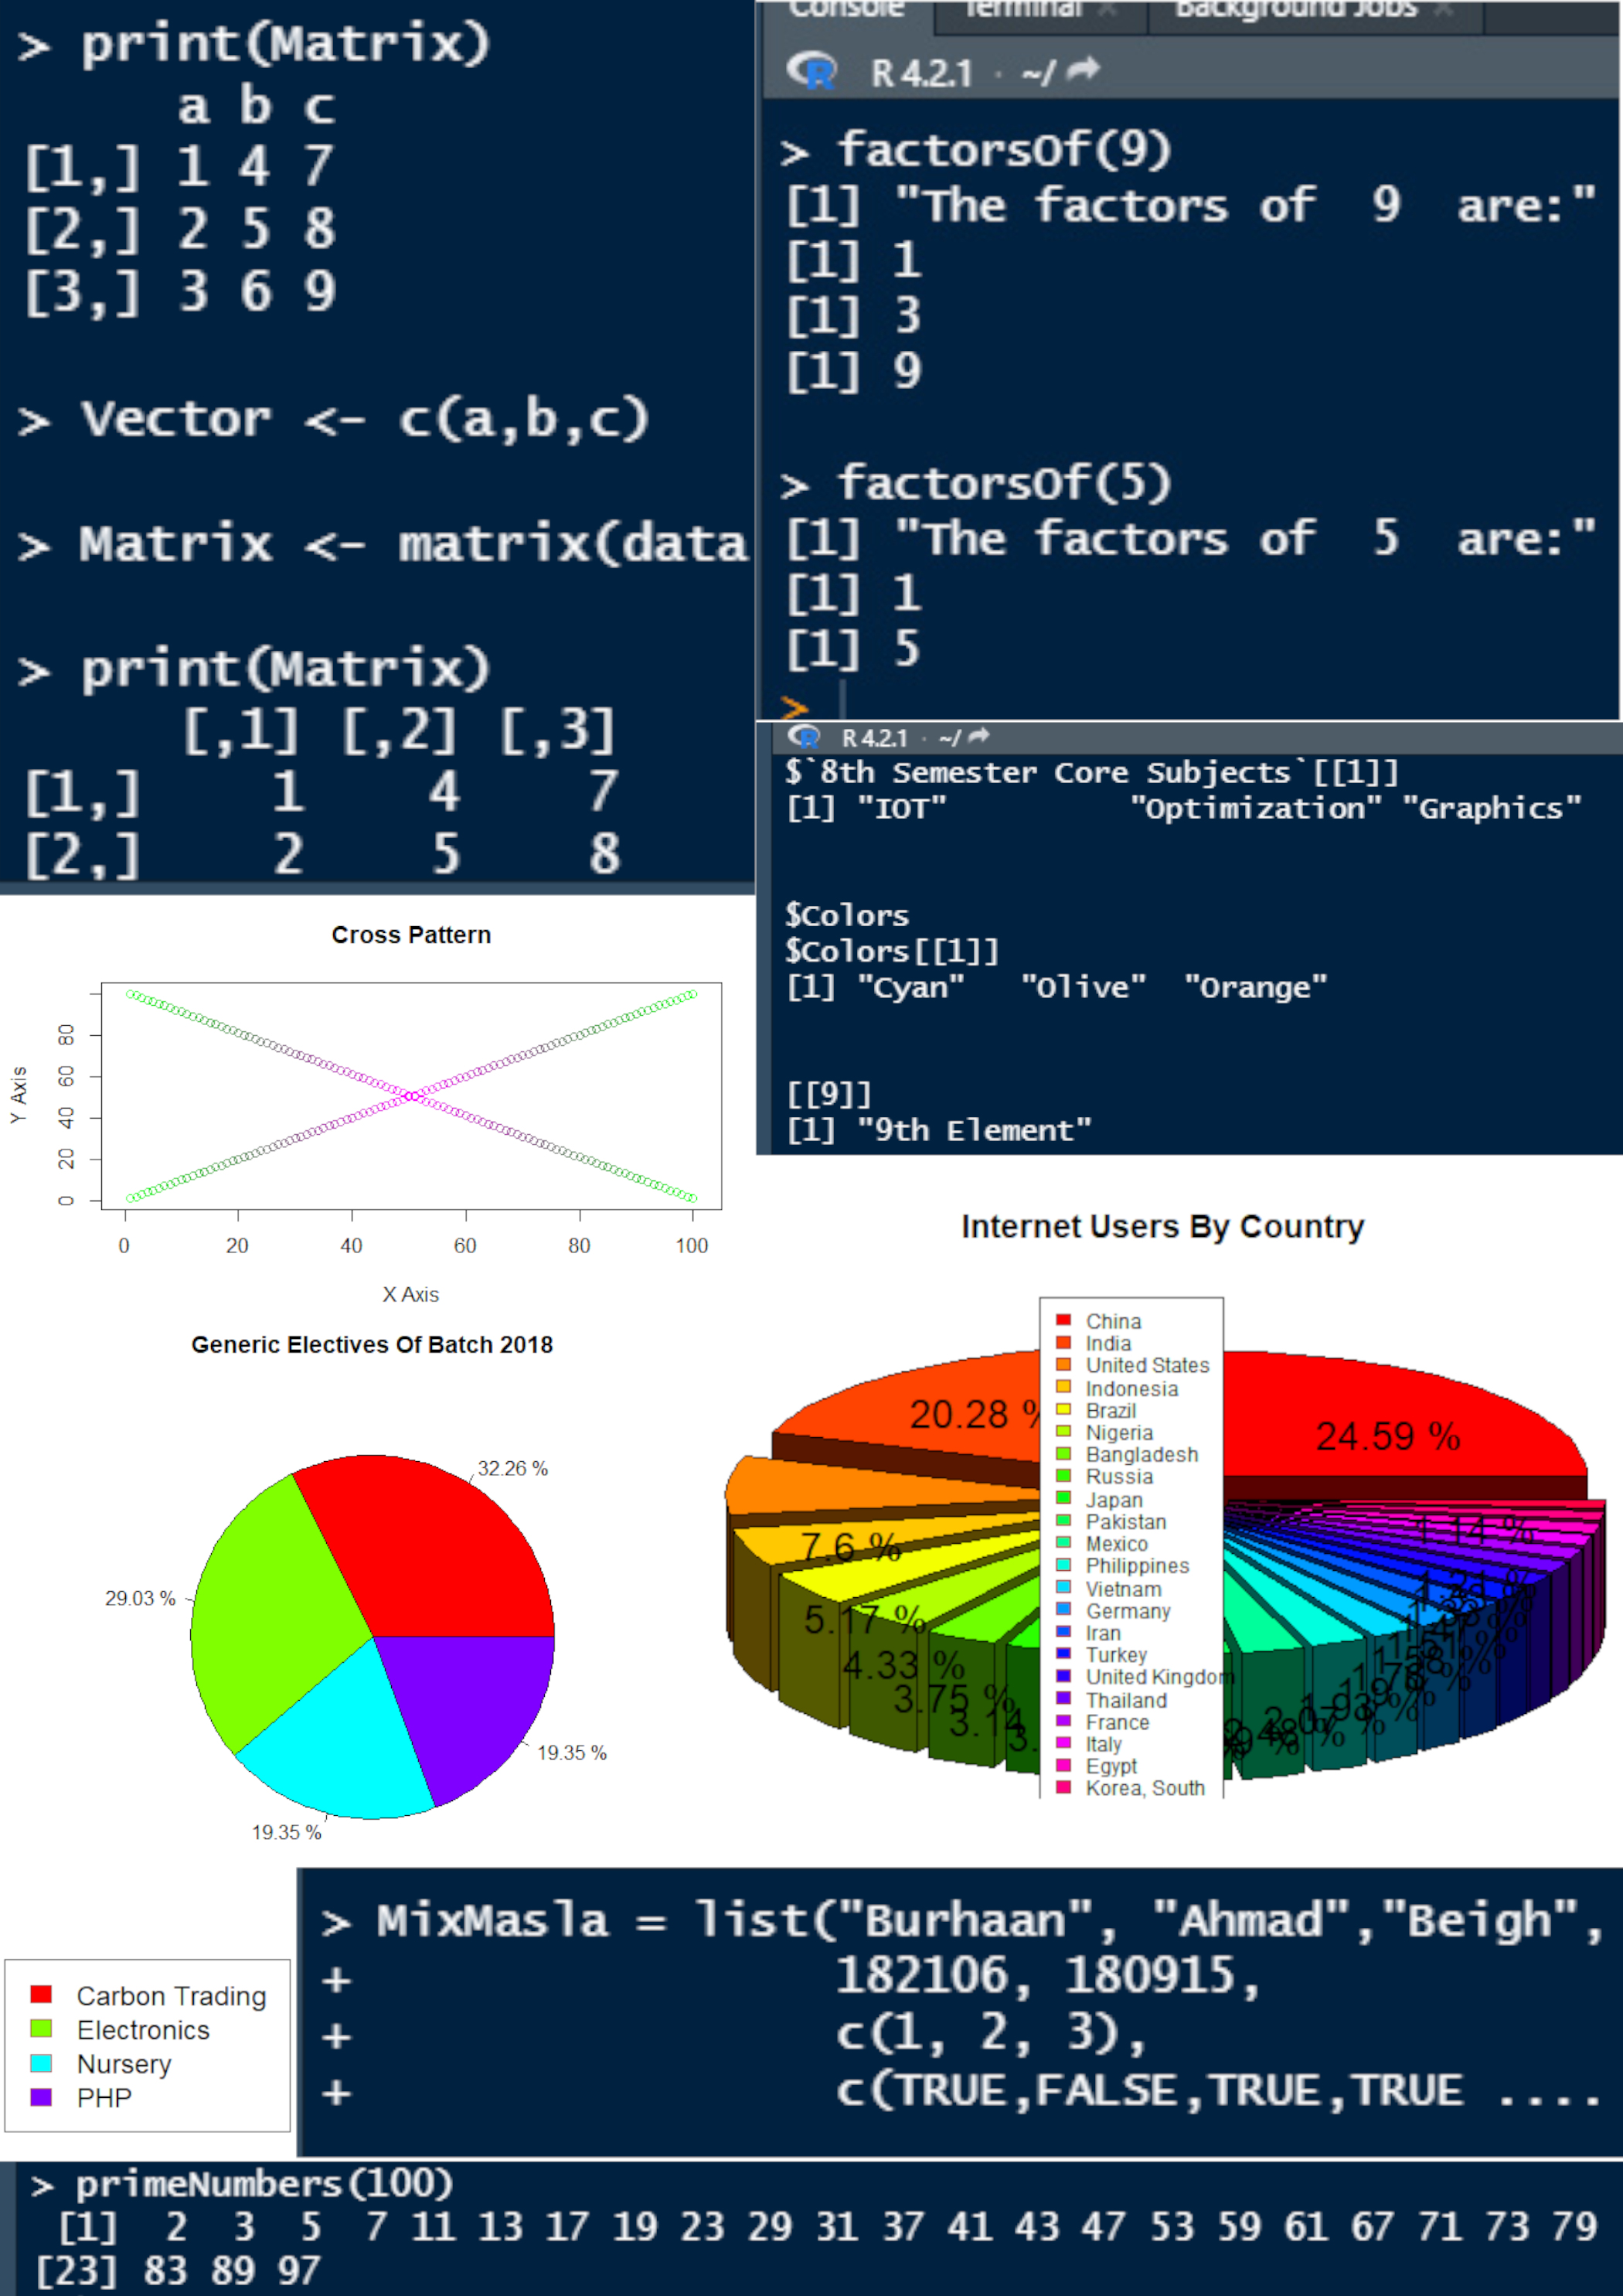 > print(Matrix)
a b c
[1,] 1 4 7
[2,] 2 5 8
[3,] 3 6 9
> Vector <- c(a,b,c)
> Matrix <- matrix(data
> print(Matrix)
[,1] [,2] [,3]
[1,] 1 4 7
[2,] 2 5 8
Console Terminal × Background Jobs ×
R 4.2.1 · ~/
> factorsOf(9)
[1] "The factors of  9  are:"
[1] 1
[1] 3
[1] 9
> factorsOf(5)
[1] "The factors of  5  are:"
[1] 1
[1] 5
>
R 4.2.1 · ~/
$`8th Semester Core Subjects`[[1]]
[1] "IOT" "Optimization" "Graphics"
$Colors
$Colors[[1]]
[1] "Cyan" "Olive" "Orange"
[[9]]
[1] "9th Element"
Cross Pattern
Y Axis
80
60
40
20
0
0 20 40 60 80 100
X Axis
Internet Users By Country
China
India
United States
Indonesia
Brazil
Nigeria
Bangladesh
Russia
Japan
Pakistan
Mexico
Philippines
Vietnam
Germany
Iran
Turkey
United Kingdom
Thailand
France
Italy
Egypt
Korea, South
24.59 %
20.28 %
7.6 %
5.17 %
4.33 %
3.75 %
3.14
3.
1.14 %
Generic Electives Of Batch 2018
32.26 %
29.03 %
19.35 %
19.35 %
Carbon Trading
Electronics
Nursery
PHP
> MixMasla = list("Burhaan", "Ahmad","Beigh",
+ 182106, 180915,
+ c(1, 2, 3),
+ c(TRUE,FALSE,TRUE,TRUE ....
> primeNumbers(100)
[1] 2 3 5 7 11 13 17 19 23 29 31 37 41 43 47 53 59 61 67 71 73 79
[23] 83 89 97